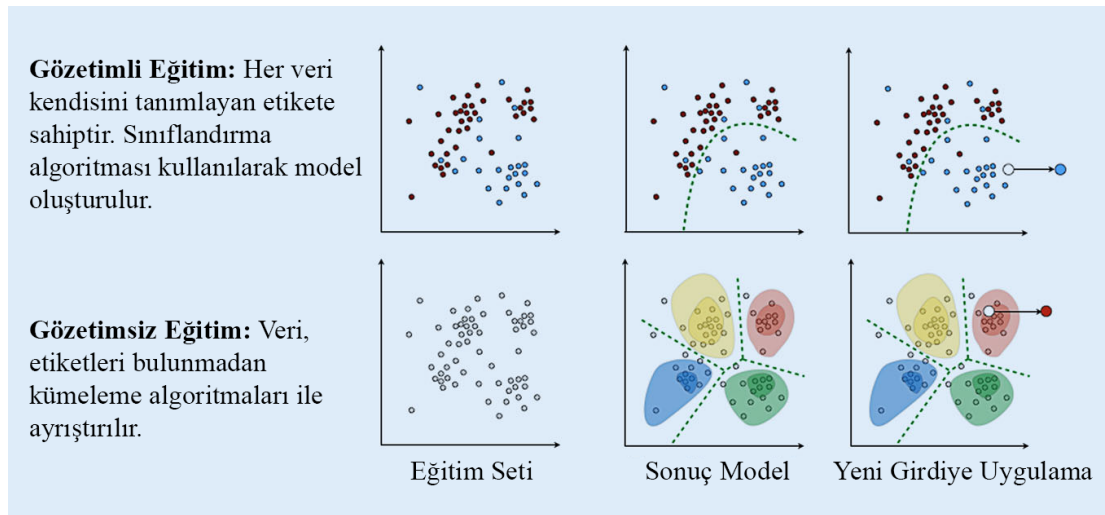 Gözetimli Eğitim: Her veri
kendisini tanımlayan etikete
sahiptir. Sınıflandırma
algoritması kullanılarak model
oluşturulur.
Gözetimsiz Eğitim: Veri,
etiketleri bulunmadan
kümeleme algoritmaları ile
ayrıştırılır.
Eğitim Seti
Sonuç Model
Yeni Girdiye Uygulama